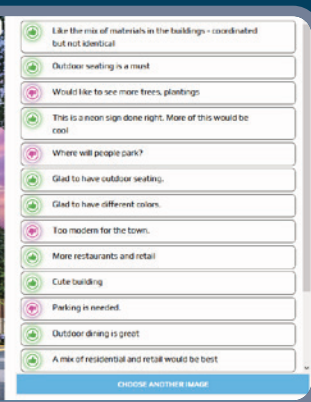 Like the mix of materials in the buildings - coordinated
but not identical
Outdoor seating is a must
Would like to see more trees, plantings
This is a neon sign done right. More of this would be
cool
Where will people park?
Glad to have outdoor seating.
Glad to have different colors.
Too modern for the town.
More restaurants and retail
Cute building
Parking is needed.
Outdoor dining is great
A mix of residential and retail would be best
CHOOSE ANOTHER IMAGE